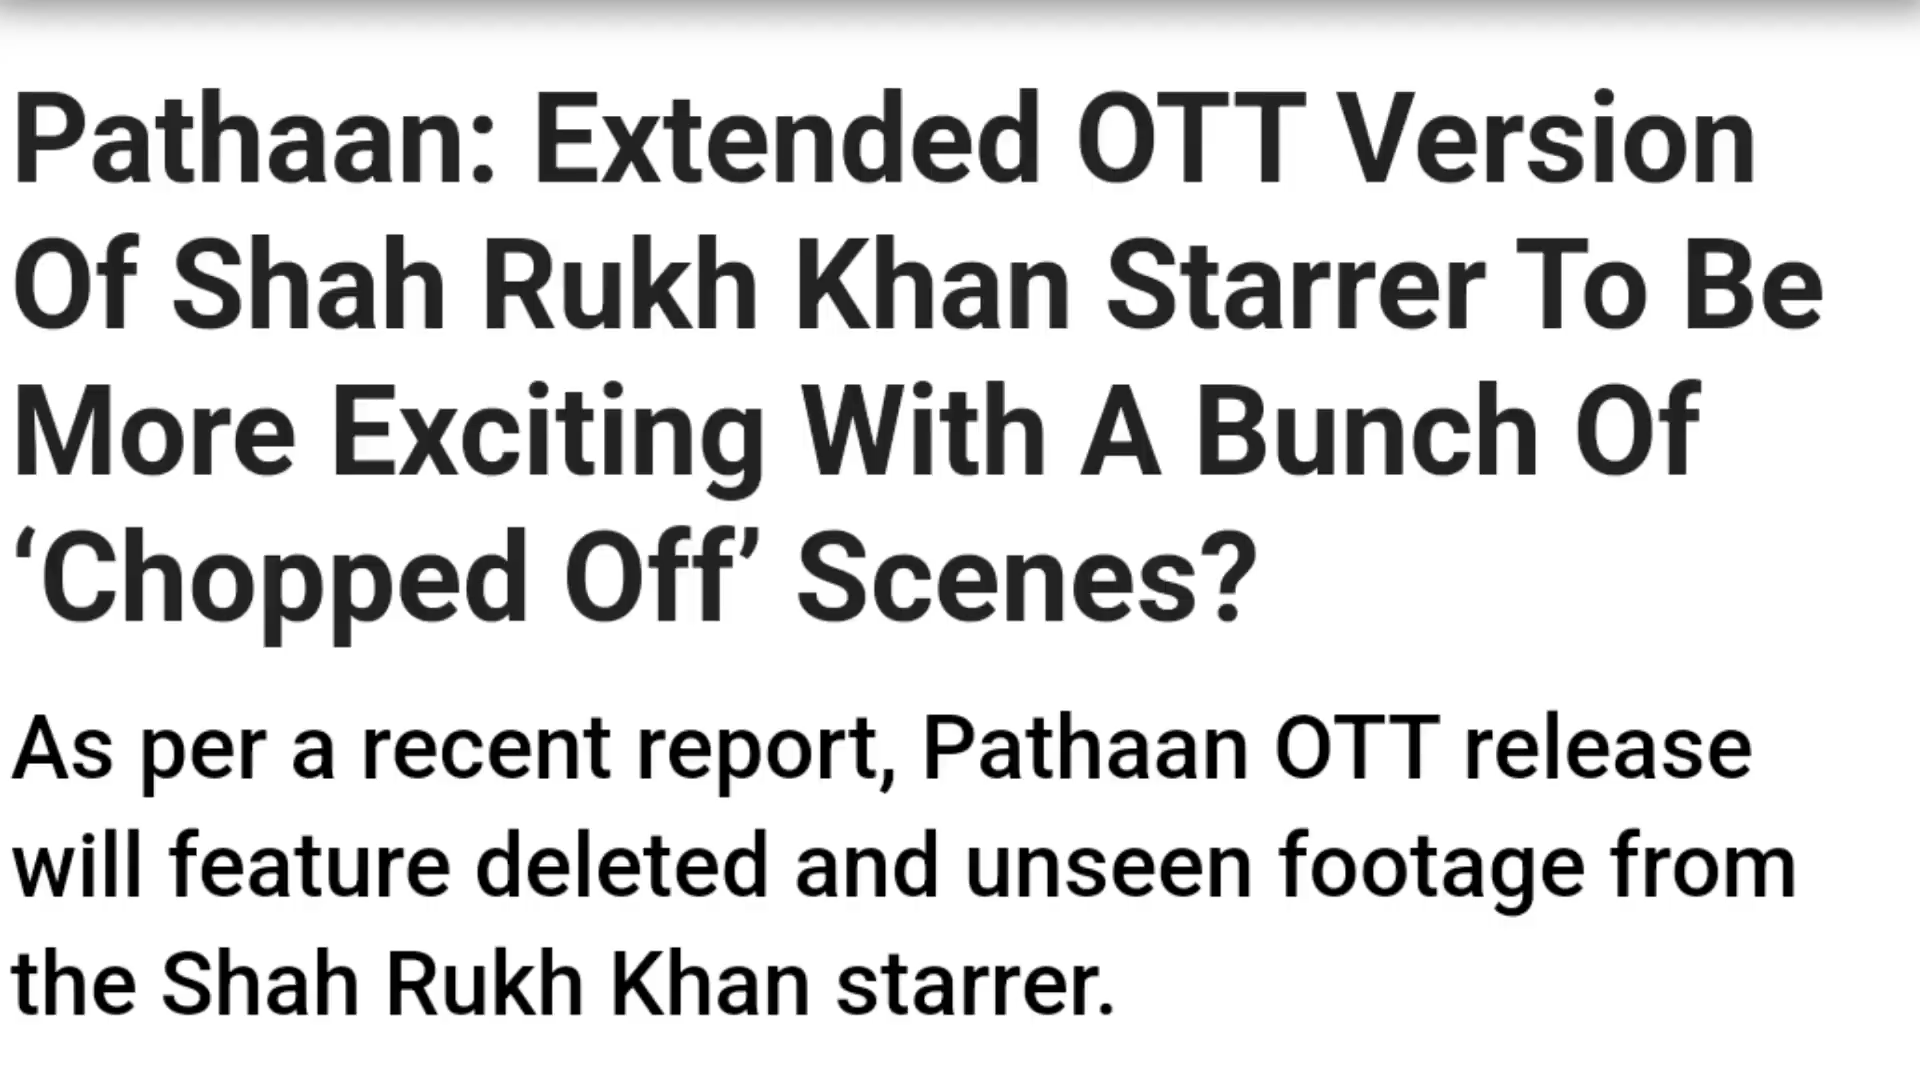 Pathaan: Extended OTT Version
Of Shah Rukh Khan Starrer To Be
More Exciting With A Bunch Of
‘Chopped Off’ Scenes?
As per a recent report, Pathaan OTT release
will feature deleted and unseen footage from
the Shah Rukh Khan starrer.